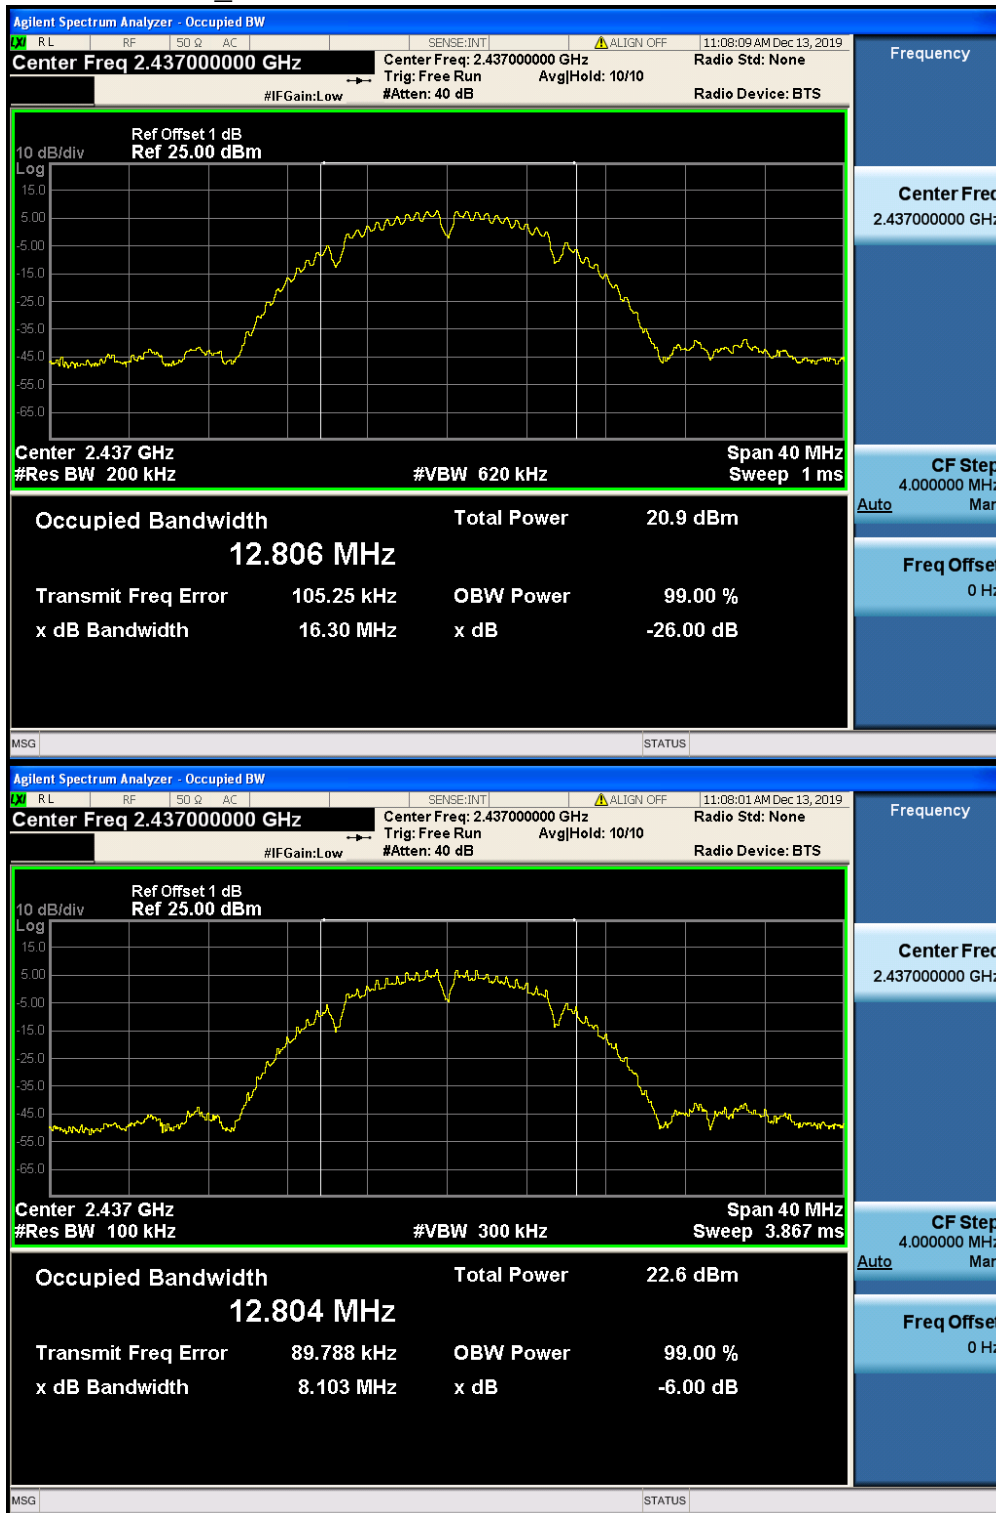 Agilent Spectrum Analyzer - Occupied BW
LXI RL RF 50 Ω AC SENSE:INT ALIGN OFF 11:08:09 AM Dec 13, 2019
Center Freq 2.437000000 GHz
Center Freq: 2.437000000 GHz Radio Std: None
Trig: Free Run Avg|Hold: 10/10
#IFGain:Low #Atten: 40 dB Radio Device: BTS
Frequency
Ref Offset 1 dB
10 dB/div Ref 25.00 dBm
Log
15.0
5.00
-5.00
-15.0
-25.0
-35.0
-45.0
-55.0
-65.0
Center 2.437 GHz Span 40 MHz
#Res BW 200 kHz #VBW 620 kHz Sweep 1 ms
Center Freq
2.437000000 GHz
CF Step
4.000000 MHz
Auto Man
Freq Offset
0 Hz
Occupied Bandwidth Total Power 20.9 dBm
12.806 MHz
Transmit Freq Error 105.25 kHz OBW Power 99.00 %
x dB Bandwidth 16.30 MHz x dB -26.00 dB
MSG STATUS
Agilent Spectrum Analyzer - Occupied BW
LXI RL RF 50 Ω AC SENSE:INT ALIGN OFF 11:08:01 AM Dec 13, 2019
Center Freq 2.437000000 GHz
Center Freq: 2.437000000 GHz Radio Std: None
Trig: Free Run Avg|Hold: 10/10
#IFGain:Low #Atten: 40 dB Radio Device: BTS
Frequency
Ref Offset 1 dB
10 dB/div Ref 25.00 dBm
Log
15.0
5.00
-5.00
-15.0
-25.0
-35.0
-45.0
-55.0
-65.0
Center 2.437 GHz Span 40 MHz
#Res BW 100 kHz #VBW 300 kHz Sweep 3.867 ms
Center Freq
2.437000000 GHz
CF Step
4.000000 MHz
Auto Man
Freq Offset
0 Hz
Occupied Bandwidth Total Power 22.6 dBm
12.804 MHz
Transmit Freq Error 89.788 kHz OBW Power 99.00 %
x dB Bandwidth 8.103 MHz x dB -6.00 dB
MSG STATUS